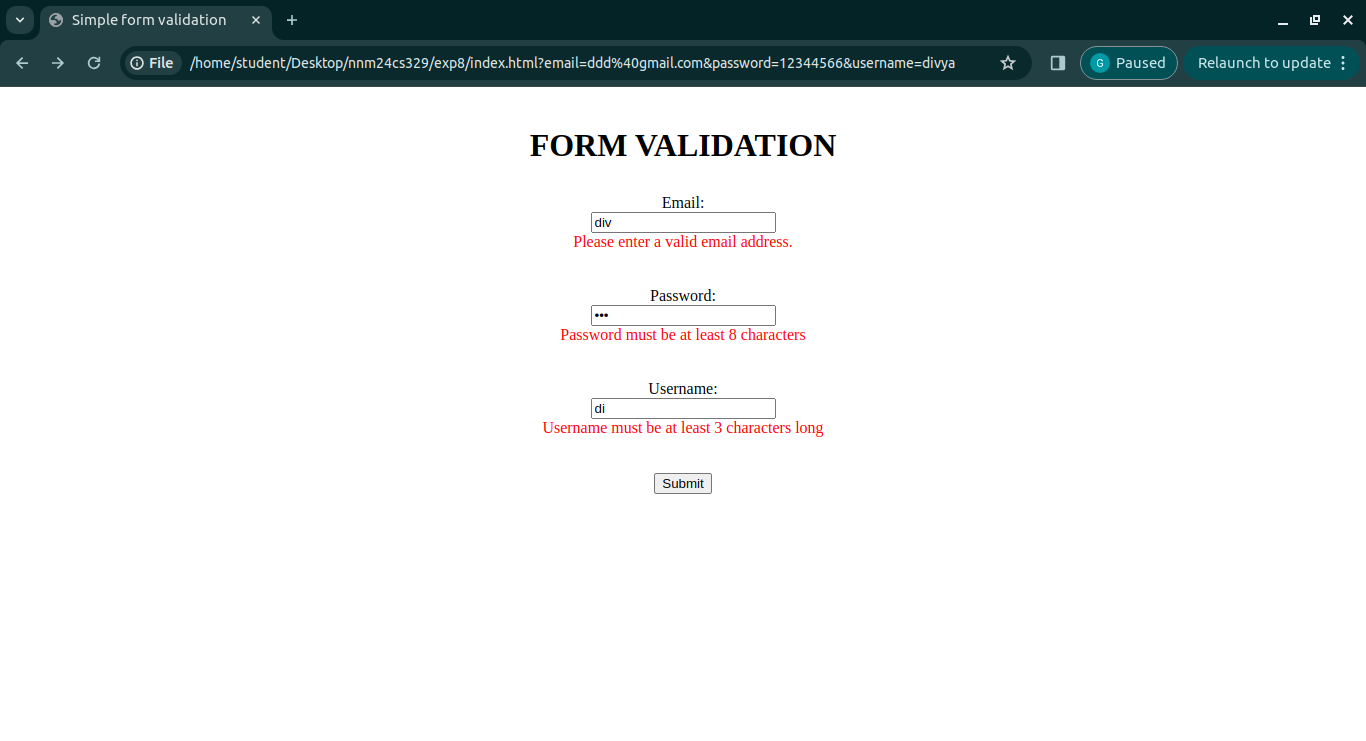 Simple form validation
File /home/student/Desktop/nnm24cs329/exp8/index.html?email=ddd%40gmail.com&password=12344566&username=divya G Paused Relaunch to update
FORM VALIDATION
Email:
div
Please enter a valid email address.
Password:
•••
Password must be at least 8 characters
Username:
di
Username must be at least 3 characters long
Submit